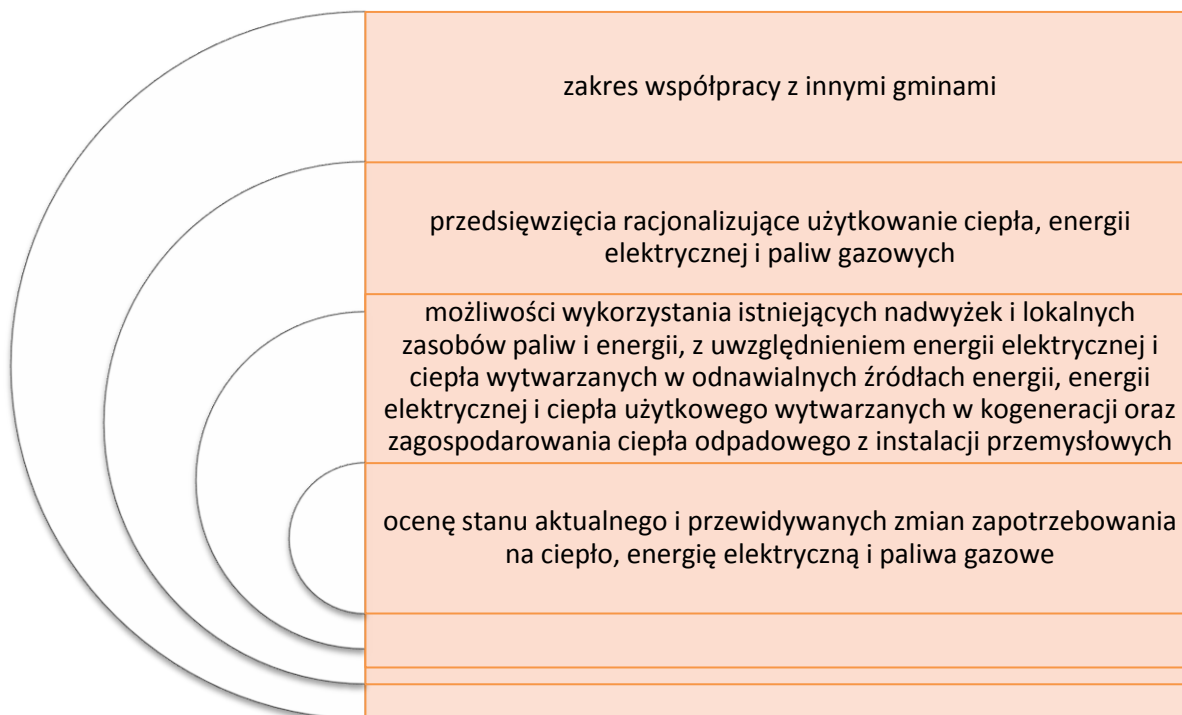 zakres współpracy z innymi gminami
przedsięwzięcia racjonalizujące użytkowanie ciepła, energii
elektrycznej i paliw gazowych
możliwości wykorzystania istniejących nadwyżek i lokalnych
zasobów paliw i energii, z uwzględnieniem energii elektrycznej i
ciepła wytwarzanych w odnawialnych źródłach energii, energii
elektrycznej i ciepła użytkowego wytwarzanych w kogeneracji oraz
zagospodarowania ciepła odpadowego z instalacji przemysłowych
ocenę stanu aktualnego i przewidywanych zmian zapotrzebowania
na ciepło, energię elektryczną i paliwa gazowe